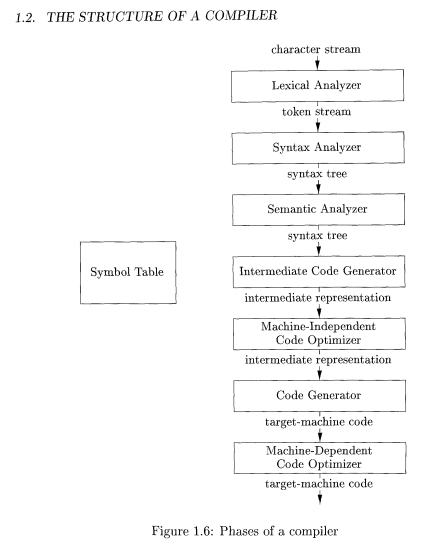 1.2. THE STRUCTURE OF A COMPILER
character stream
Lexical Analyzer
token stream
Syntax Analyzer
syntax tree
Semantic Analyzer
syntax tree
Symbol Table
Intermediate Code Generator
intermediate representation
Machine-Independent
Code Optimizer
intermediate representation
Code Generator
target-machine code
Machine-Dependent
Code Optimizer
target-machine code
Figure 1.6: Phases of a compiler